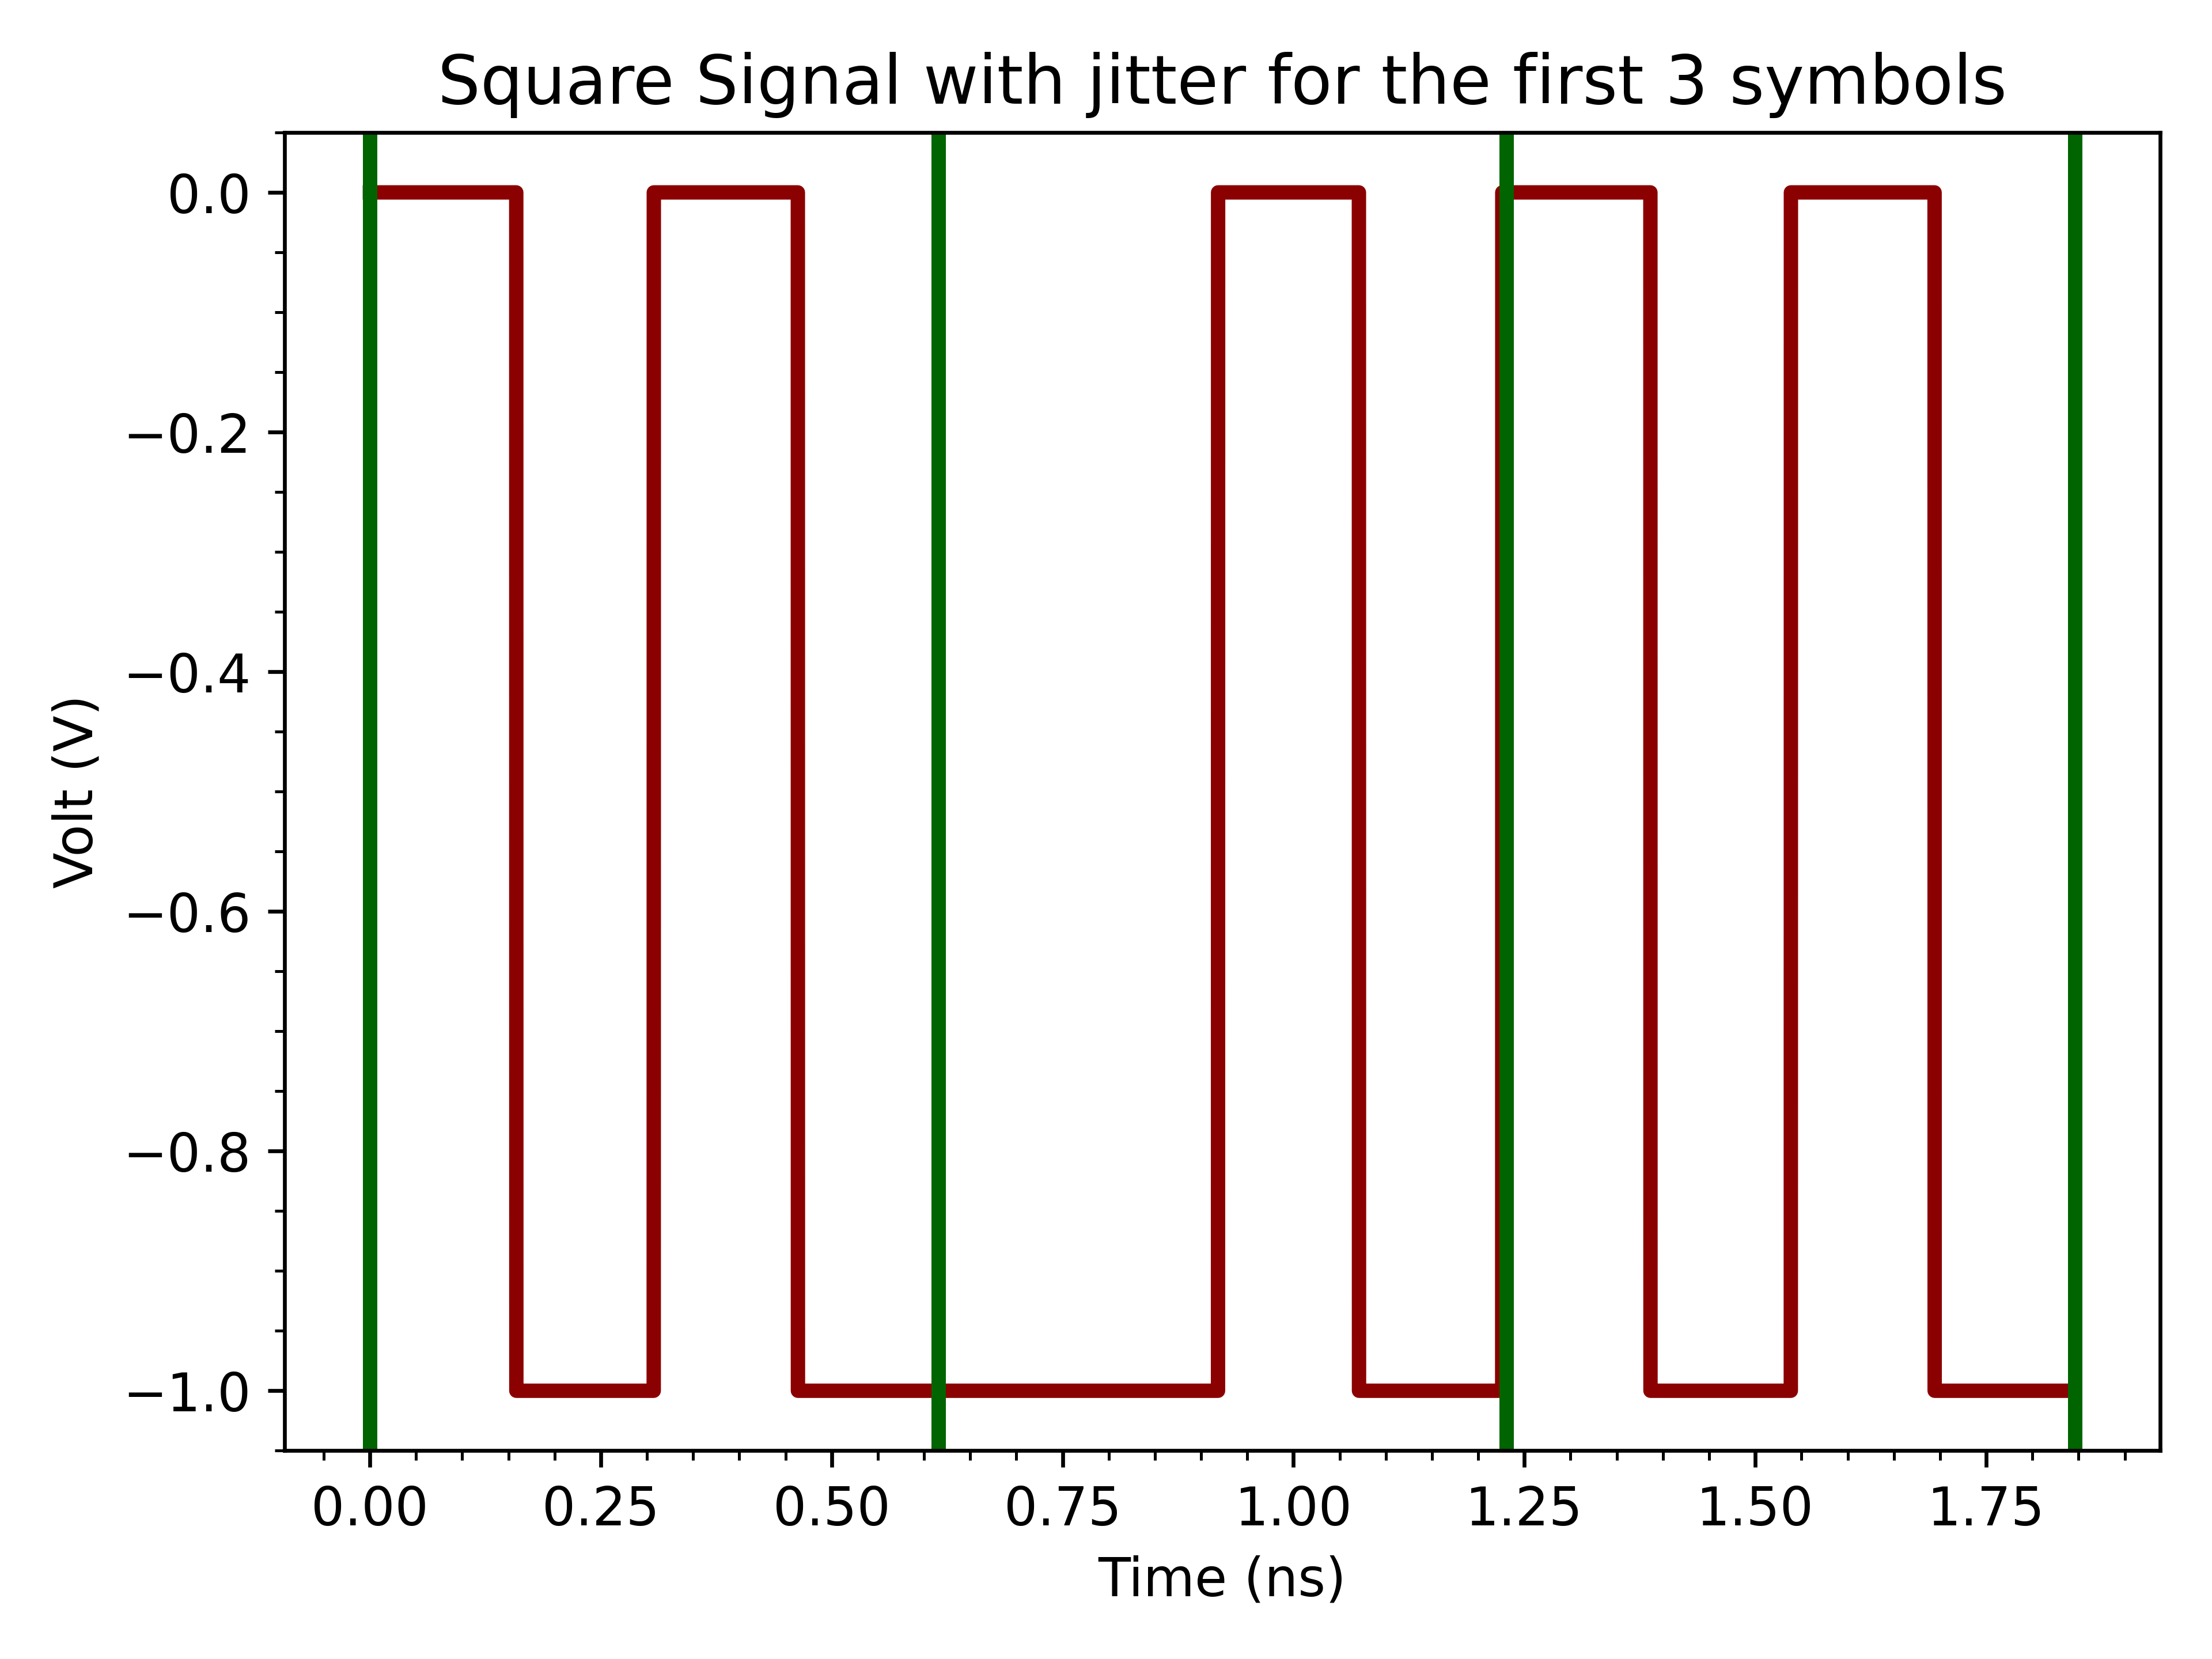 Square Signal with jitter for the first 3 symbols
0.0
−0.2
−0.4
−0.6
−0.8
−1.0
Volt (V)
0.00 0.25 0.50 0.75 1.00 1.25 1.50 1.75
Time (ns)